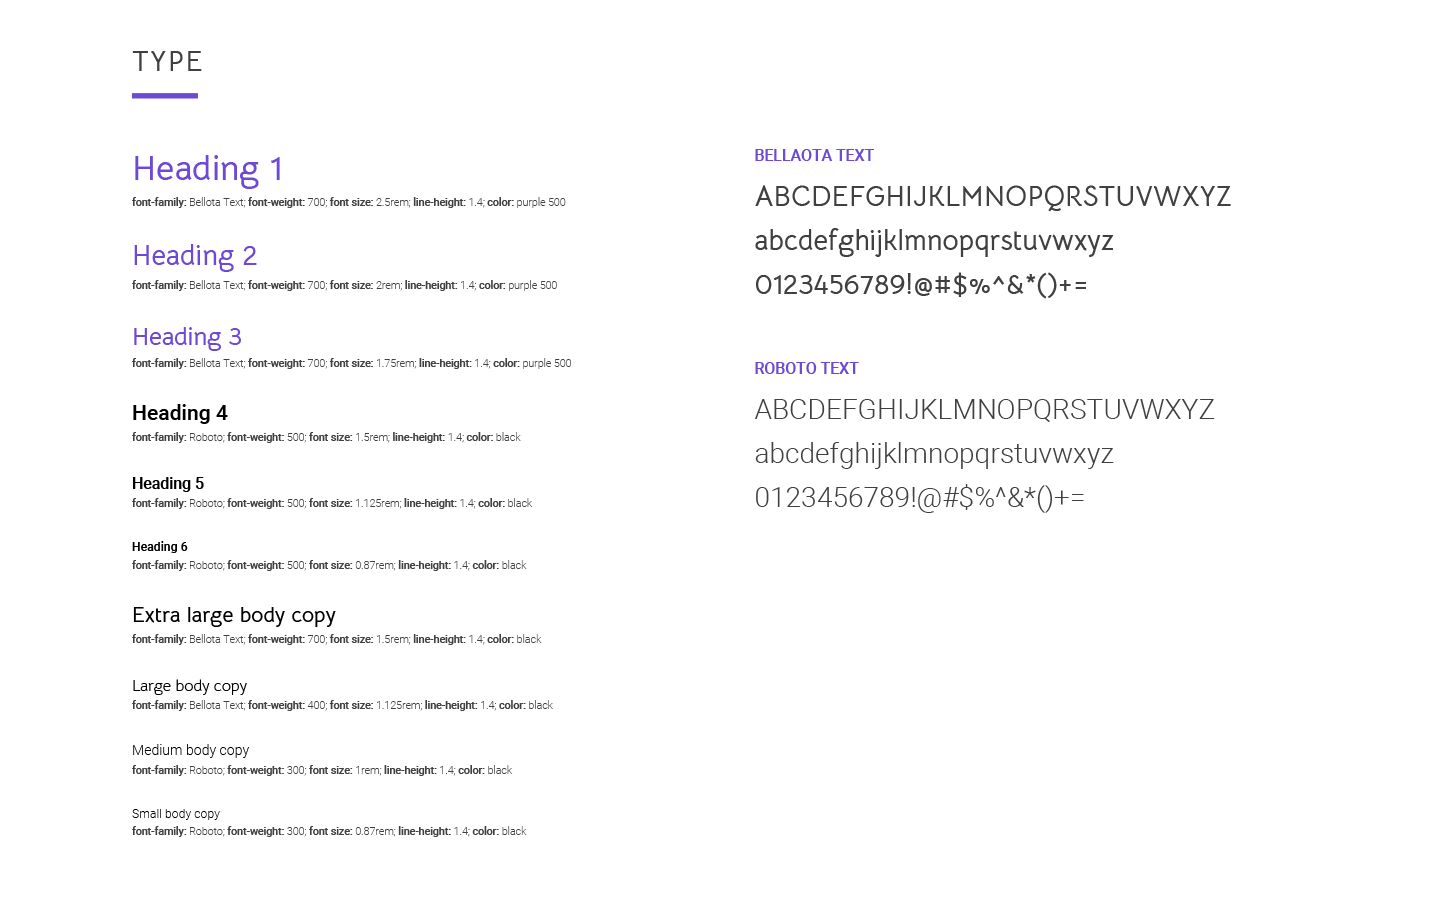 TYPE
Heading 1
font-family: Bellota Text; font-weight: 700; font size: 2.5rem; line-height: 1.4; color: purple 500
Heading 2
font-family: Bellota Text; font-weight: 700; font size: 2rem; line-height: 1.4; color: purple 500
Heading 3
font-family: Bellota Text; font-weight: 700; font size: 1.75rem; line-height: 1.4; color: purple 500
Heading 4
font-family: Roboto; font-weight: 500; font size: 1.5rem; line-height: 1.4; color: black
Heading 5
font-family: Roboto; font-weight: 500; font size: 1.125rem; line-height: 1.4; color: black
Heading 6
font-family: Roboto; font-weight: 500; font size: 0.87rem; line-height: 1.4; color: black
Extra large body copy
font-family: Bellota Text; font-weight: 700; font size: 1.5rem; line-height: 1.4; color: black
Large body copy
font-family: Bellota Text; font-weight: 400; font size: 1.125rem; line-height: 1.4; color: black
Medium body copy
font-family: Roboto; font-weight: 300; font size: 1rem; line-height: 1.4; color: black
Small body copy
font-family: Roboto; font-weight: 300; font size: 0.87rem; line-height: 1.4; color: black
BELLAOTA TEXT
ABCDEFGHIJKLMNOPQRSTUVWXYZ
abcdefghijklmnopqrstuvwxyz
0123456789!@#$%^&*()+=
ROBOTO TEXT
ABCDEFGHIJKLMNOPQRSTUVWXYZ
abcdefghijklmnopqrstuvwxyz
0123456789!@#$%^&*()+=